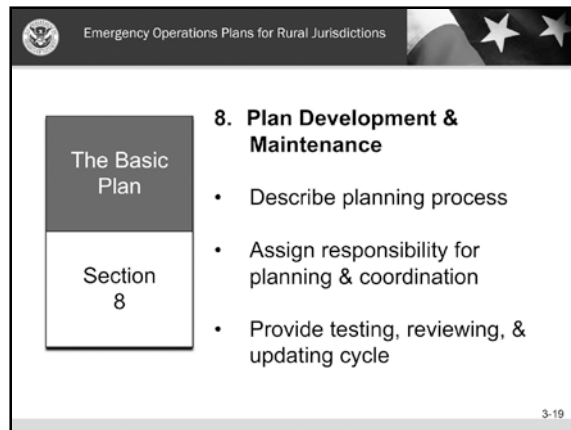 Emergency Operations Plans for Rural Jurisdictions
The Basic
Plan
Section
8
8. Plan Development &
Maintenance
• Describe planning process
• Assign responsibility for
planning & coordination
• Provide testing, reviewing, &
updating cycle
3-19